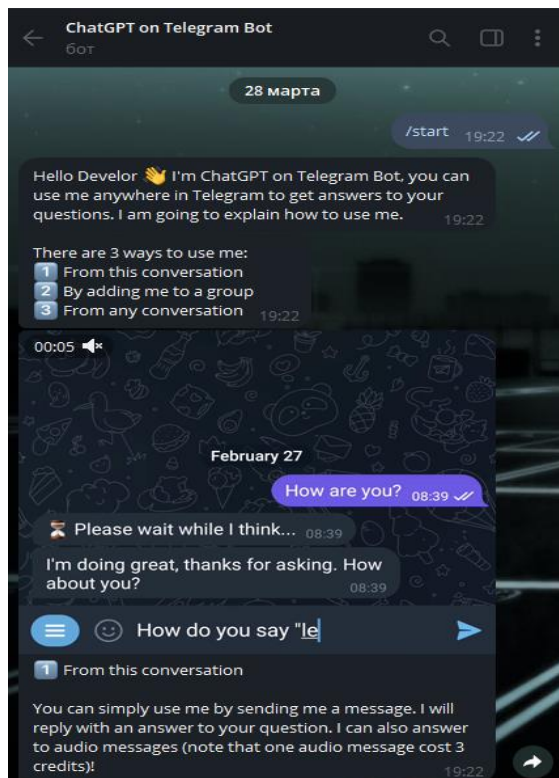 ChatGPT on Telegram Bot
бот
28 марта
/start 19:22
Hello Develor 👋 I'm ChatGPT on Telegram Bot, you can
use me anywhere in Telegram to get answers to your
questions. I am going to explain how to use me. 19:22
There are 3 ways to use me:
1 From this conversation
2 By adding me to a group
3 From any conversation 19:22
00:05
February 27
How are you? 08:39
⏳ Please wait while I think... 08:39
I'm doing great, thanks for asking. How
about you? 08:39
How do you say "le
1 From this conversation
You can simply use me by sending me a message. I will
reply with an answer to your question. I can also answer
to audio messages (note that one audio message cost 3
credits)! 19:22